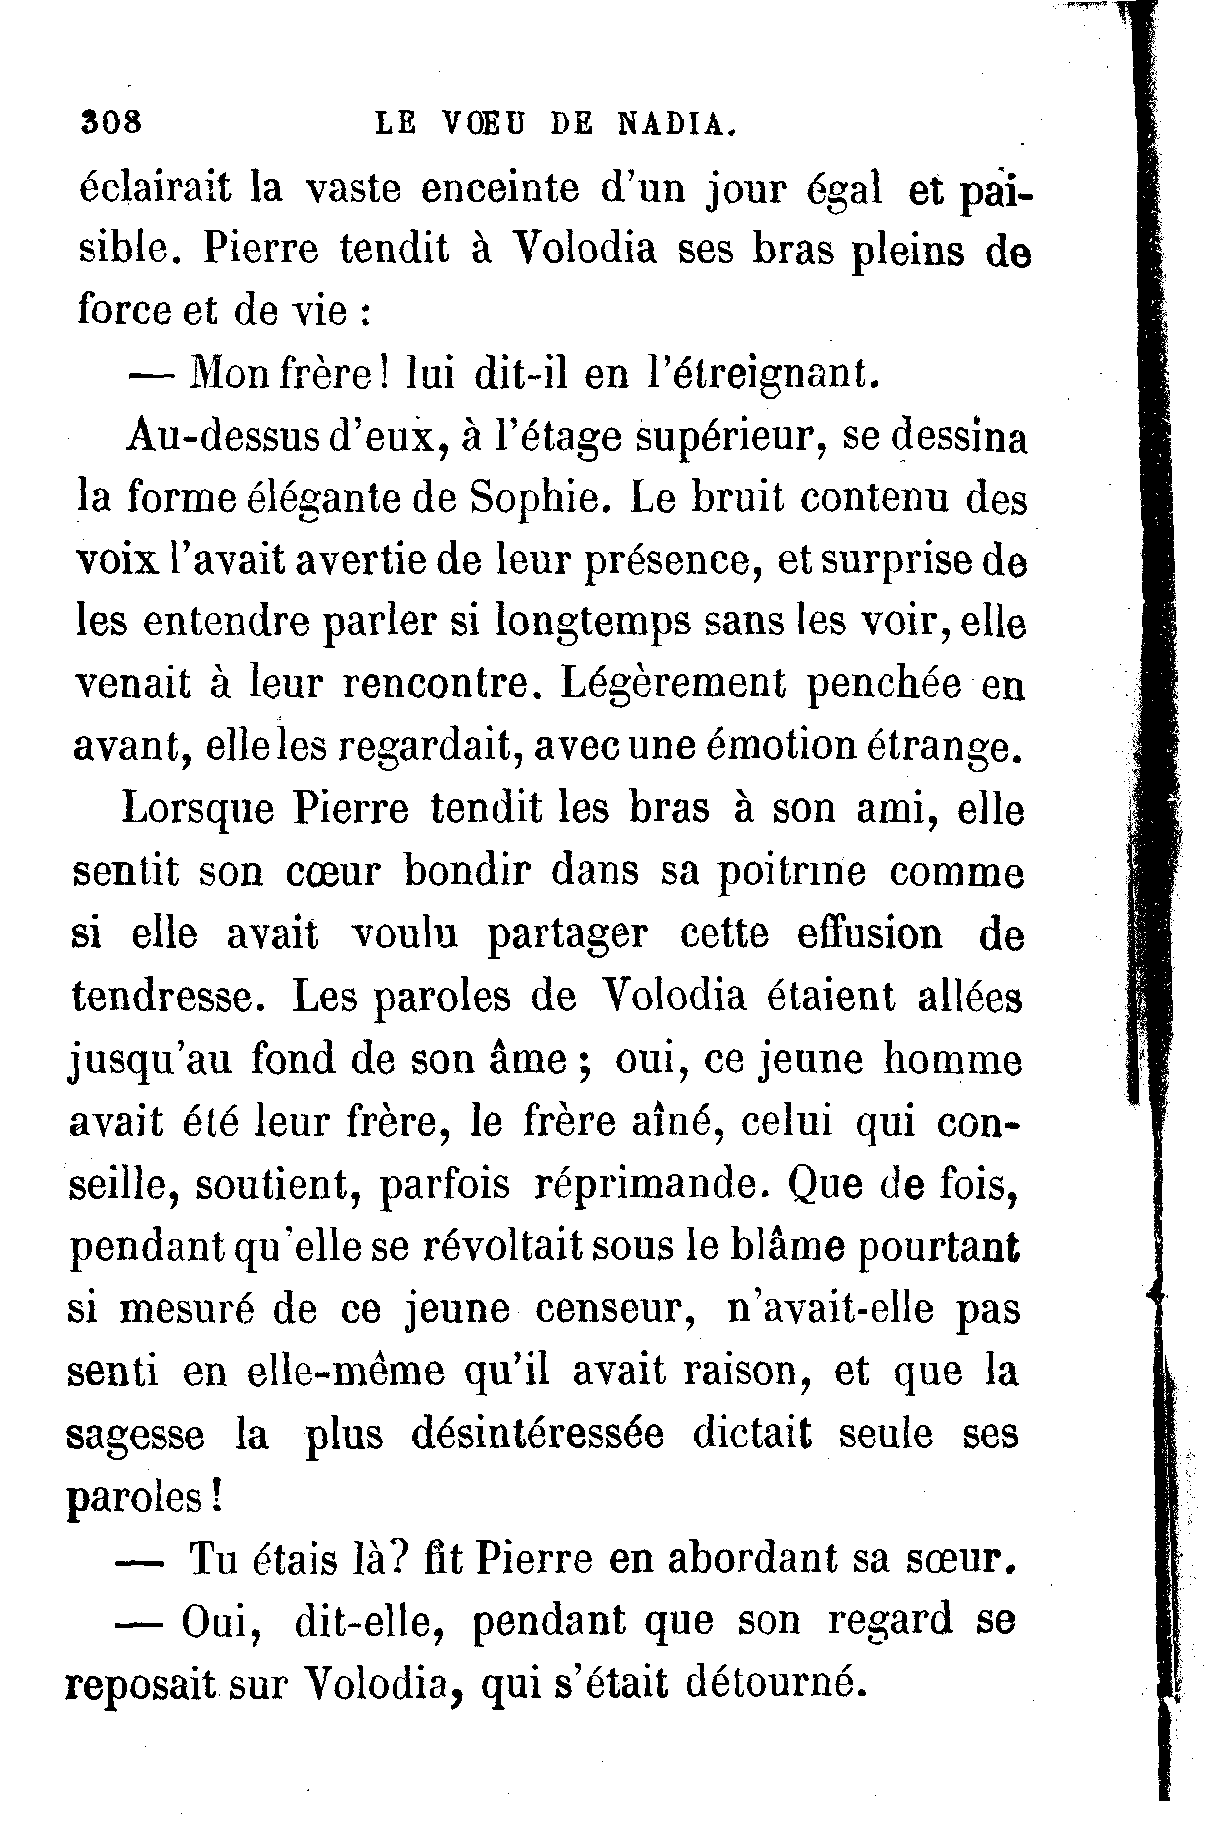 308 LE VŒU DE NADIA.
éclairait la vaste enceinte d'un jour égal et pai-
sible. Pierre tendit à Volodia ses bras pleins de
force et de vie :
— Mon frère! lui dit-il en l'étreignant.
Au-dessus d'eux, à l'étage supérieur, se dessina
la forme élégante de Sophie. Le bruit contenu des
voix l'avait avertie de leur présence, et surprise de
les entendre parler si longtemps sans les voir, elle
venait à leur rencontre. Légèrement penchée en
avant, elle les regardait, avec une émotion étrange.
Lorsque Pierre tendit les bras à son ami, elle
sentit son cœur bondir dans sa poitrine comme
si elle avait voulu partager cette effusion de
tendresse. Les paroles de Volodia étaient allées
jusqu'au fond de son âme ; oui, ce jeune homme
avait été leur frère, le frère aîné, celui qui con-
seille, soutient, parfois réprimande. Que de fois,
pendant qu'elle se révoltait sous le blâme pourtant
si mesuré de ce jeune censeur, n'avait-elle pas
senti en elle-même qu'il avait raison, et que la
sagesse la plus désintéressée dictait seule ses
paroles !
— Tu étais là? fit Pierre en abordant sa sœur.
— Oui, dit-elle, pendant que son regard se
reposait sur Volodia, qui s'était détourné.